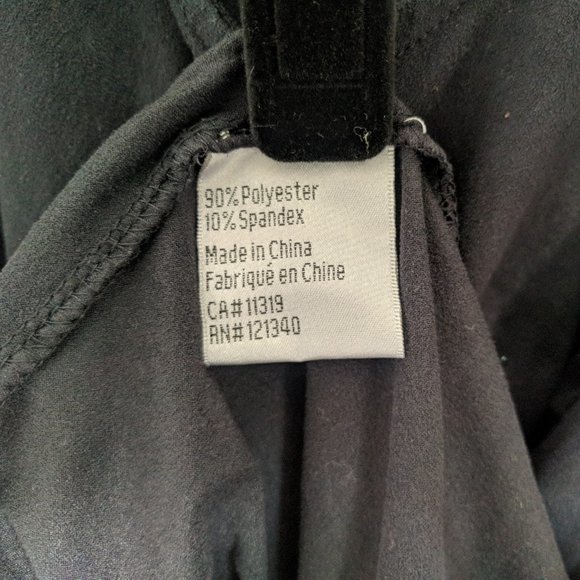 90% Polyester
10% Spandex
Made in China
Fabriqué en Chine
CA# 11319
RN# 121340